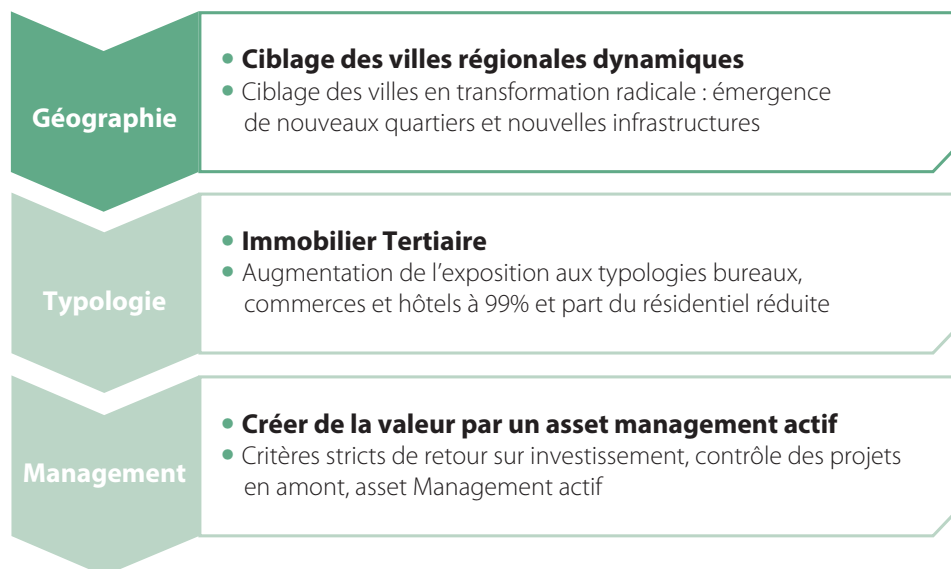 Géographie
• Ciblage des villes régionales dynamiques
• Ciblage des villes en transformation radicale : émergence
de nouveaux quartiers et nouvelles infrastructures
Typologie
• Immobilier Tertiaire
• Augmentation de l’exposition aux typologies bureaux,
commerces et hôtels à 99% et part du résidentiel réduite
Management
• Créer de la valeur par un asset management actif
• Critères stricts de retour sur investissement, contrôle des projets
en amont, asset Management actif